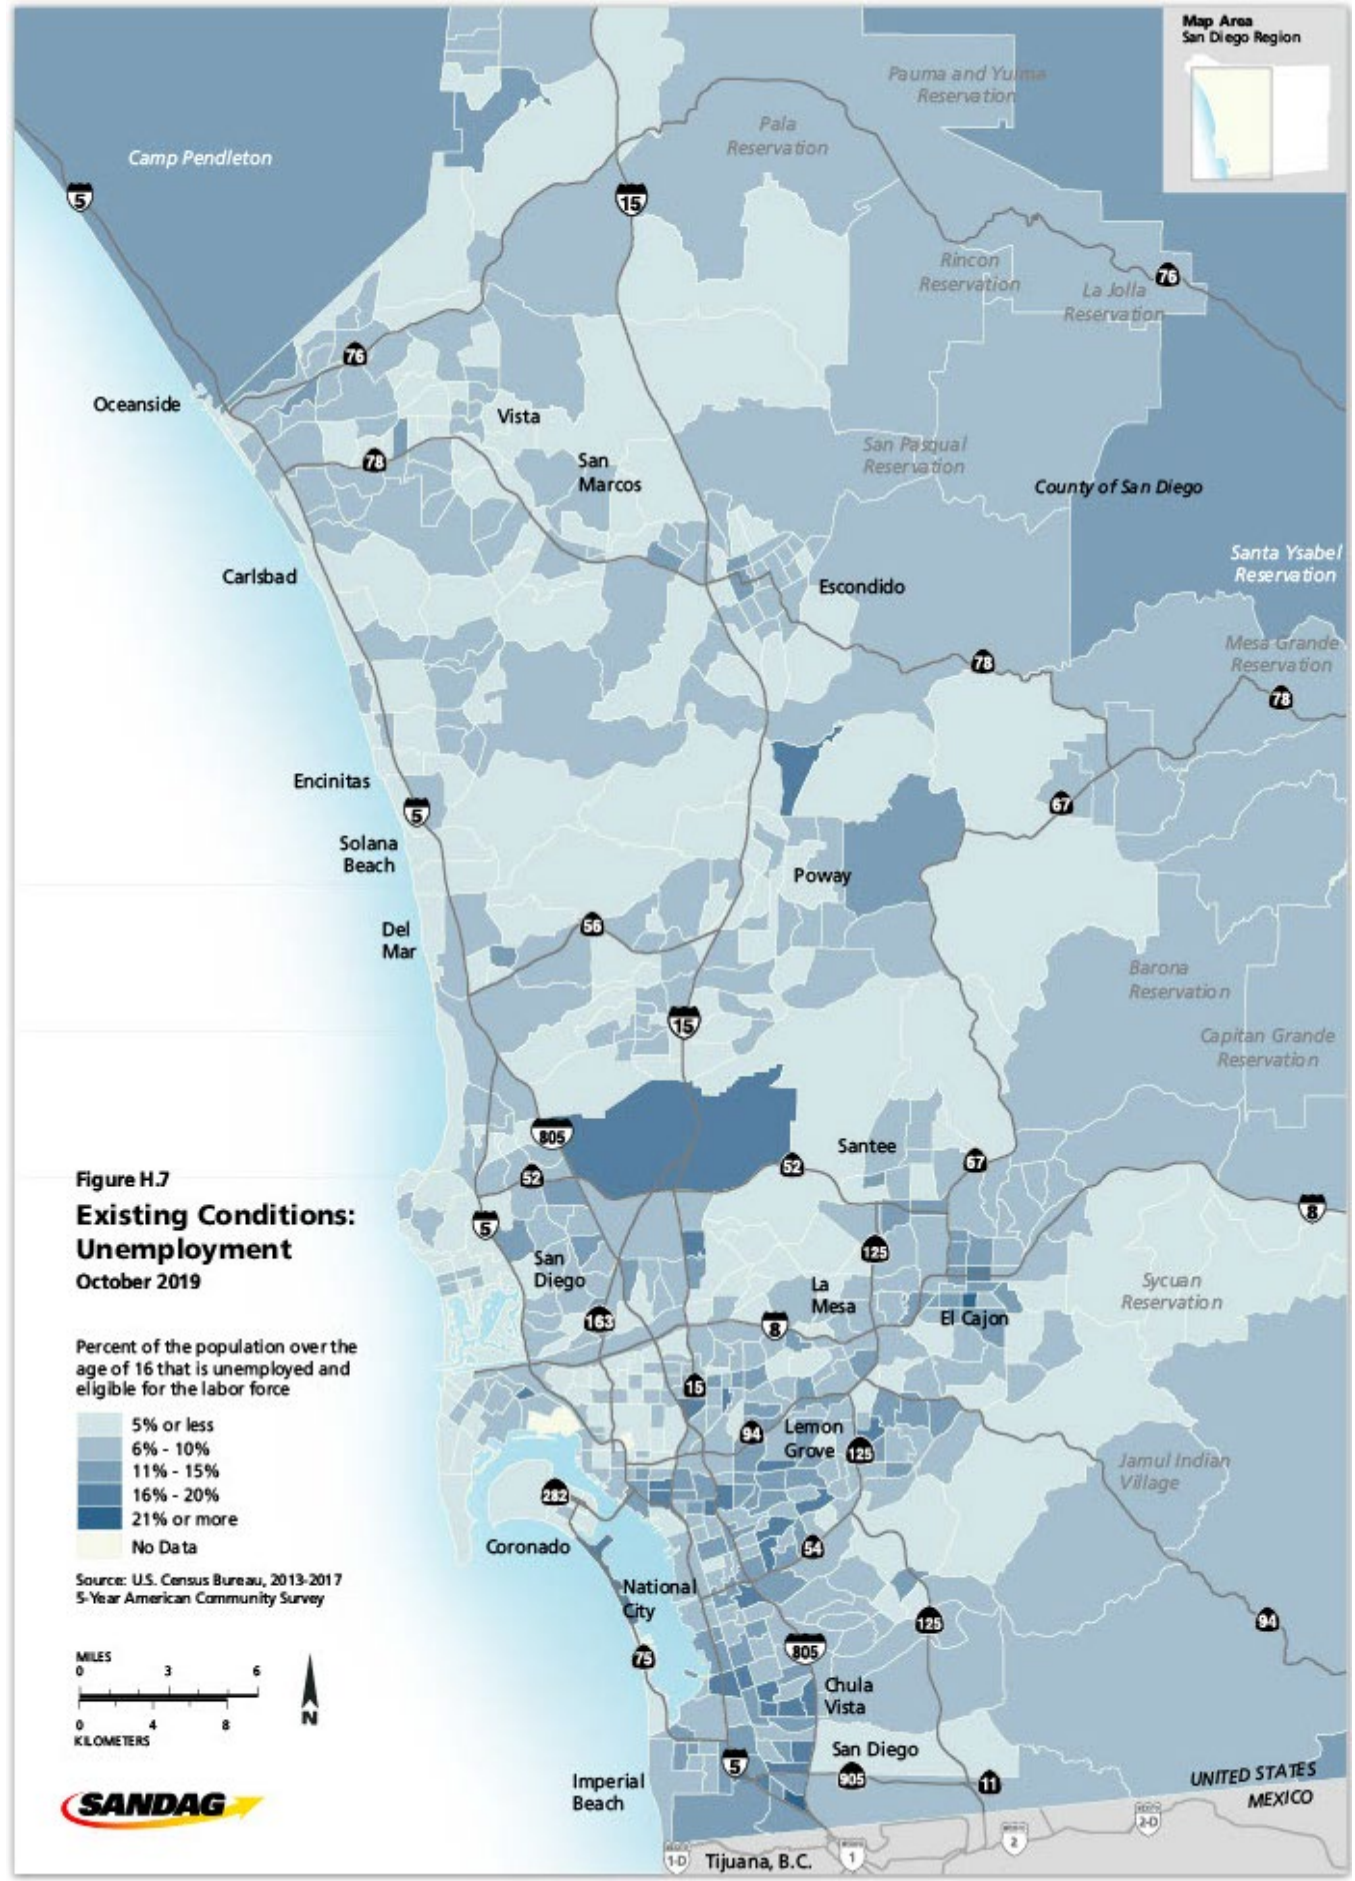 Map Area
San Diego Region
Pauma and Yuima
Reservation
Pala
Reservation
Camp Pendleton
5
15
Rincon
Reservation
La Jolla
Reservation
76
76
Oceanside
Vista
San Pasqual
Reservation
78
San
Marcos
County of San Diego
Santa Ysabel
Reservation
Carlsbad
Escondido
Mesa Grande
Reservation
78
78
Encinitas
5
67
Solana
Beach
Poway
56
Del
Mar
Barona
Reservation
15
Capitan Grande
Reservation
805
Santee
52
52
67
Figure H.7
Existing Conditions:
Unemployment
October 2019
5
8
San
Diego
125
La
Mesa
Sycuan
Reservation
163
8
El Cajon
Percent of the population over the
age of 16 that is unemployed and
eligible for the labor force
5% or less
6% - 10%
11% - 15%
16% - 20%
21% or more
No Data
15
94
Lemon
Grove
125
Jamul Indian
Village
282
Coronado
54
Source: U.S. Census Bureau, 2013-2017
5-Year American Community Survey
National
City
125
94
805
75
MILES
0 3 6
0 4 8
KILOMETERS
N
Chula
Vista
San Diego
5
905
11
Imperial
Beach
UNITED STATES
MEXICO
SANDAG
1-D
Tijuana, B.C.
1
2
2-D